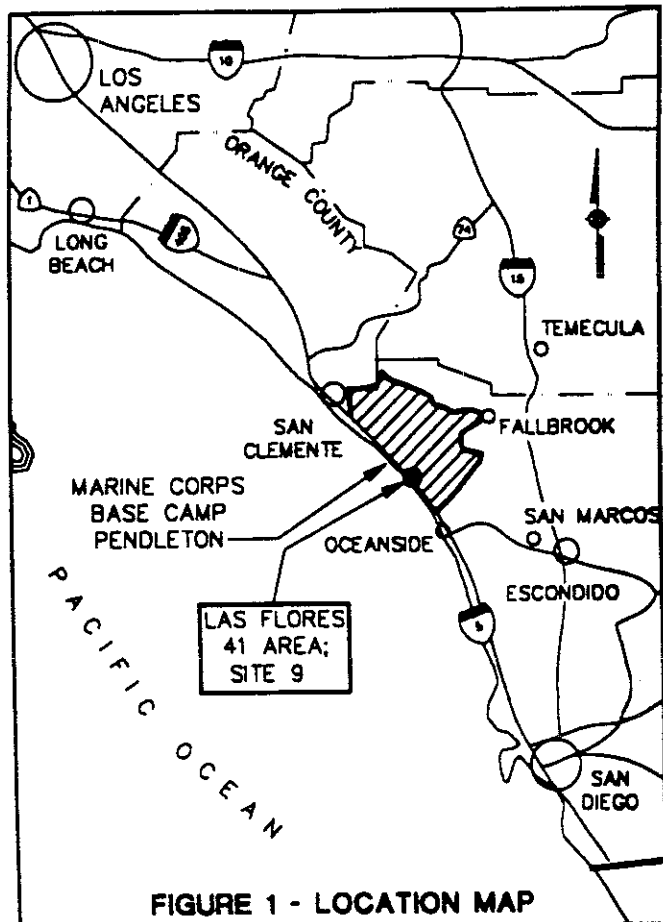 LOS
ANGELES
10
ORANGE COUNTY
1
LONG
BEACH
405
74
15
TEMECULA
SAN
CLEMENTE
FALLBROOK
MARINE CORPS
BASE CAMP
PENDLETON
OCEANSIDE
SAN MARCOS
ESCONDIDO
LAS FLORES
41 AREA;
SITE 9
5
PACIFIC OCEAN
SAN
DIEGO
FIGURE 1 - LOCATION MAP